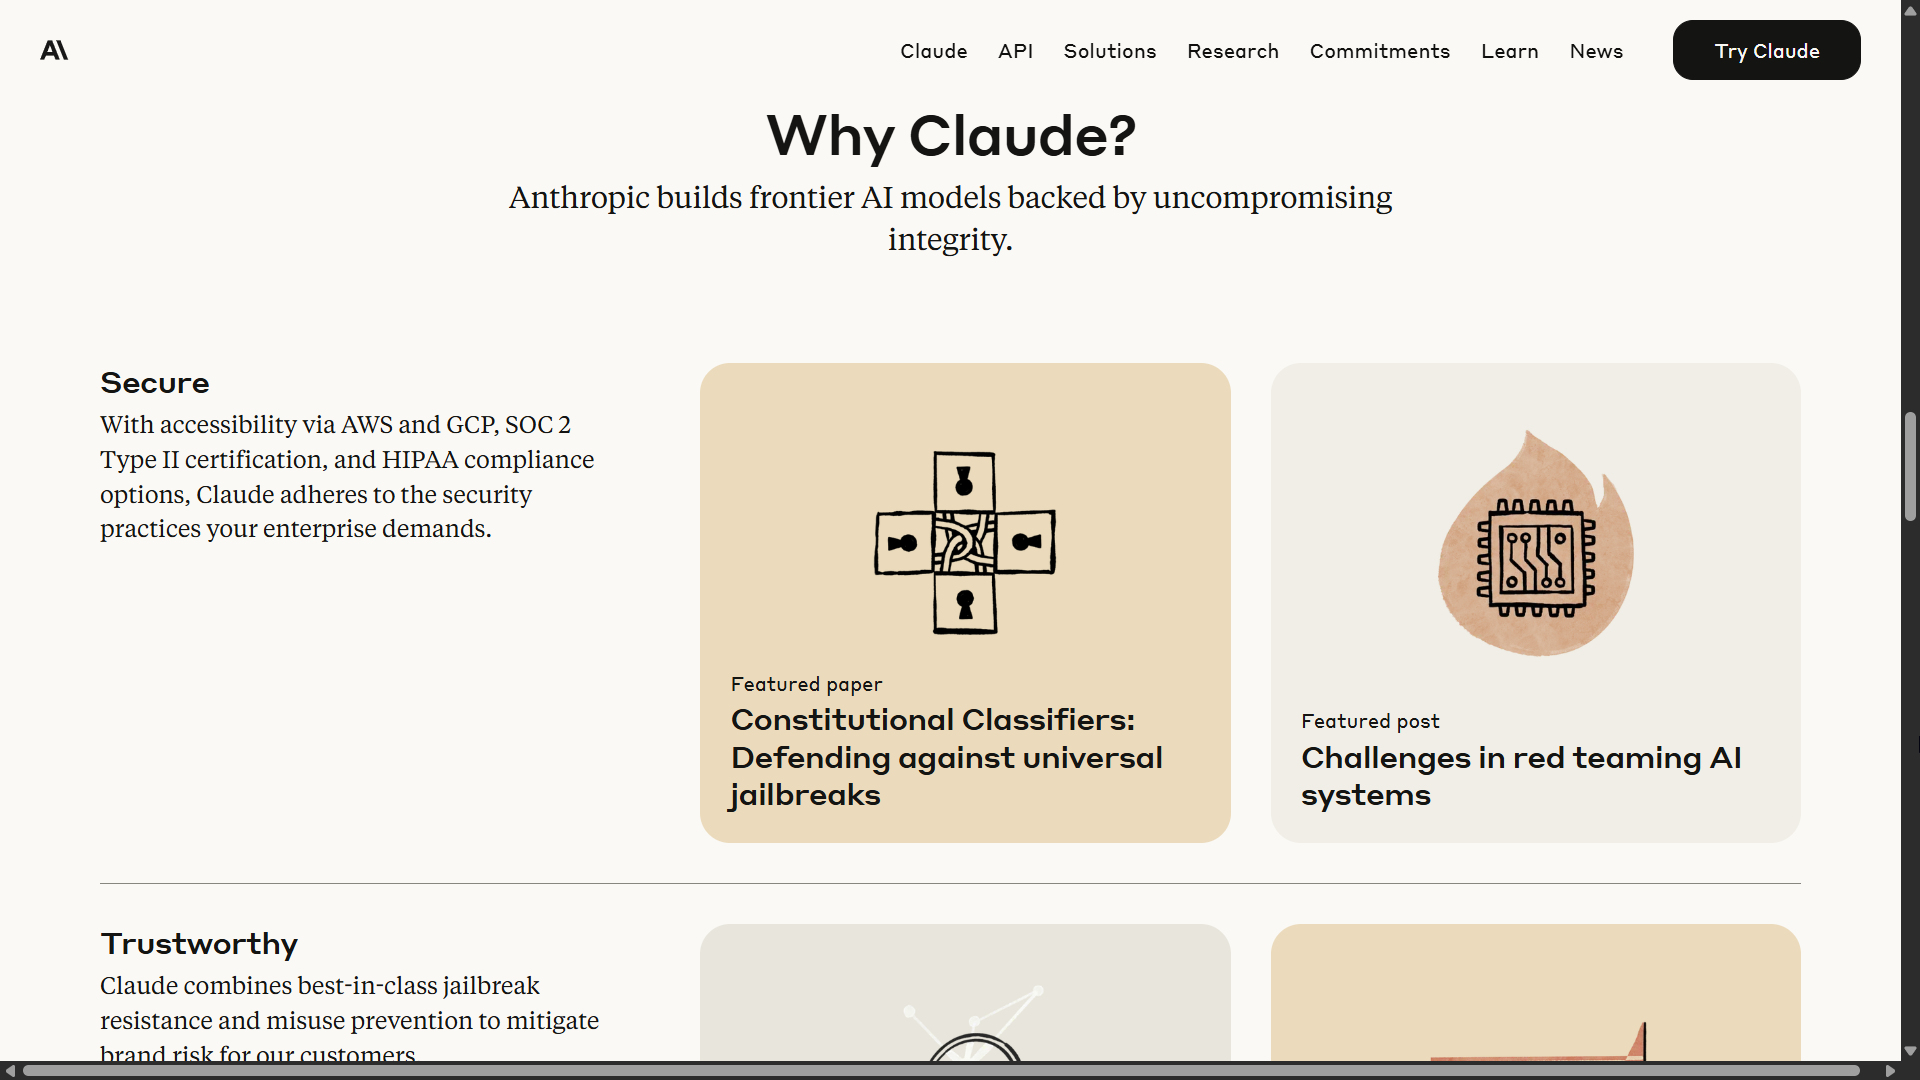 Claude
API
Solutions
Research
Commitments
Learn
News
Try Claude
Why Claude?
Anthropic builds frontier AI models backed by uncompromising
integrity.
Secure
With accessibility via AWS and GCP, SOC 2
Type II certification, and HIPAA compliance
options, Claude adheres to the security
practices your enterprise demands.
Featured paper
Constitutional Classifiers:
Defending against universal
jailbreaks
Featured post
Challenges in red teaming AI
systems
Trustworthy
Claude combines best-in-class jailbreak
resistance and misuse prevention to mitigate
brand risk for our customers.